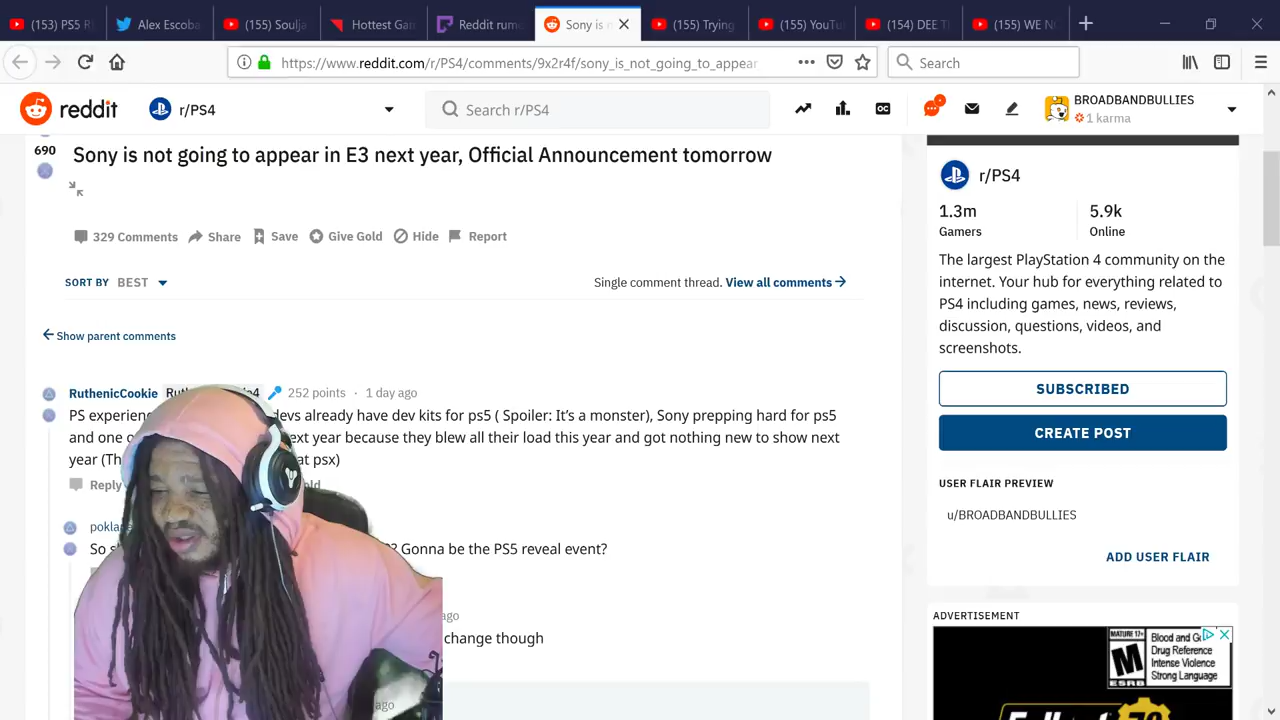 (153) PS5 R
Alex Escoba
(155) Soulja
Hottest Gai
Reddit rum
Sony is n
(155) Trying
(155) YouTu
(154) DEE T
(155) WE N
https://www.reddit.com/r/PS4/comments/9x2r4f/sony_is_not_going_to_appear
Search
reddit
r/PS4
Search r/PS4
BROADBANDBULLIES
1 karma
690
Sony is not going to appear in E3 next year, Official Announcement tomorrow
329 Comments Share Save Give Gold Hide Report
SORT BY BEST
Single comment thread. View all comments
Show parent comments
RuthenicCookie 252 points · 1 day ago
PS experien devs already have dev kits for ps5 ( Spoiler: It's a monster), Sony prepping hard for ps5
and one ext year because they blew all their load this year and got nothing new to show next
year (Th at psx)
Reply
pokla
So s ? Gonna be the PS5 reveal event?
ago
change though
ago
r/PS4
1.3m 5.9k
Gamers Online
The largest PlayStation 4 community on the
internet. Your hub for everything related to
PS4 including games, news, reviews,
discussion, questions, videos, and
screenshots.
SUBSCRIBED
CREATE POST
USER FLAIR PREVIEW
u/BROADBANDBULLIES
ADD USER FLAIR
ADVERTISEMENT
MATURE 17+
M
ESRB
Blood and G
Drug Reference
Intense Violence
Strong Language